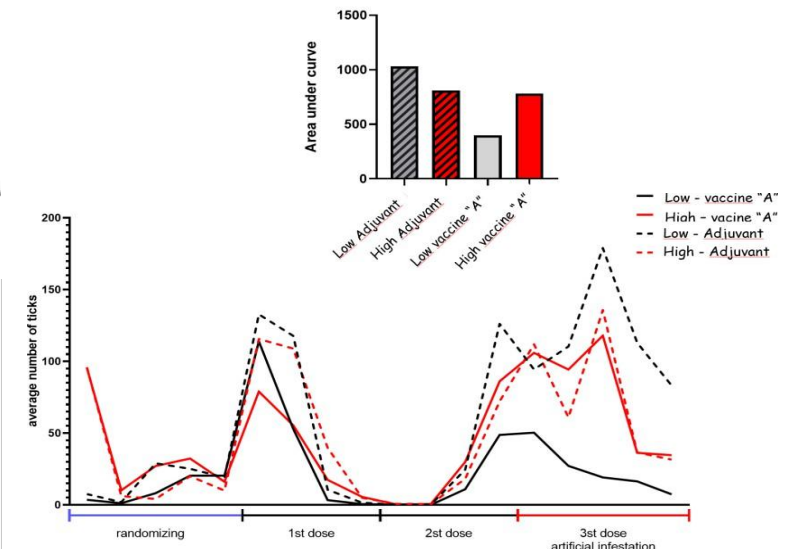 1500
1000
500
0
Area under curve
Low Adjuvant
High Adjuvant
Low vaccine "A"
High vaccine "A"
Low - vaccine "A"
Hiah - vacine "A"
Low - Adjuvant
High - Adjuvant
200
150
100
50
0
average number of ticks
randomizing
1st dose
2st dose
3st dose
artificial infestation